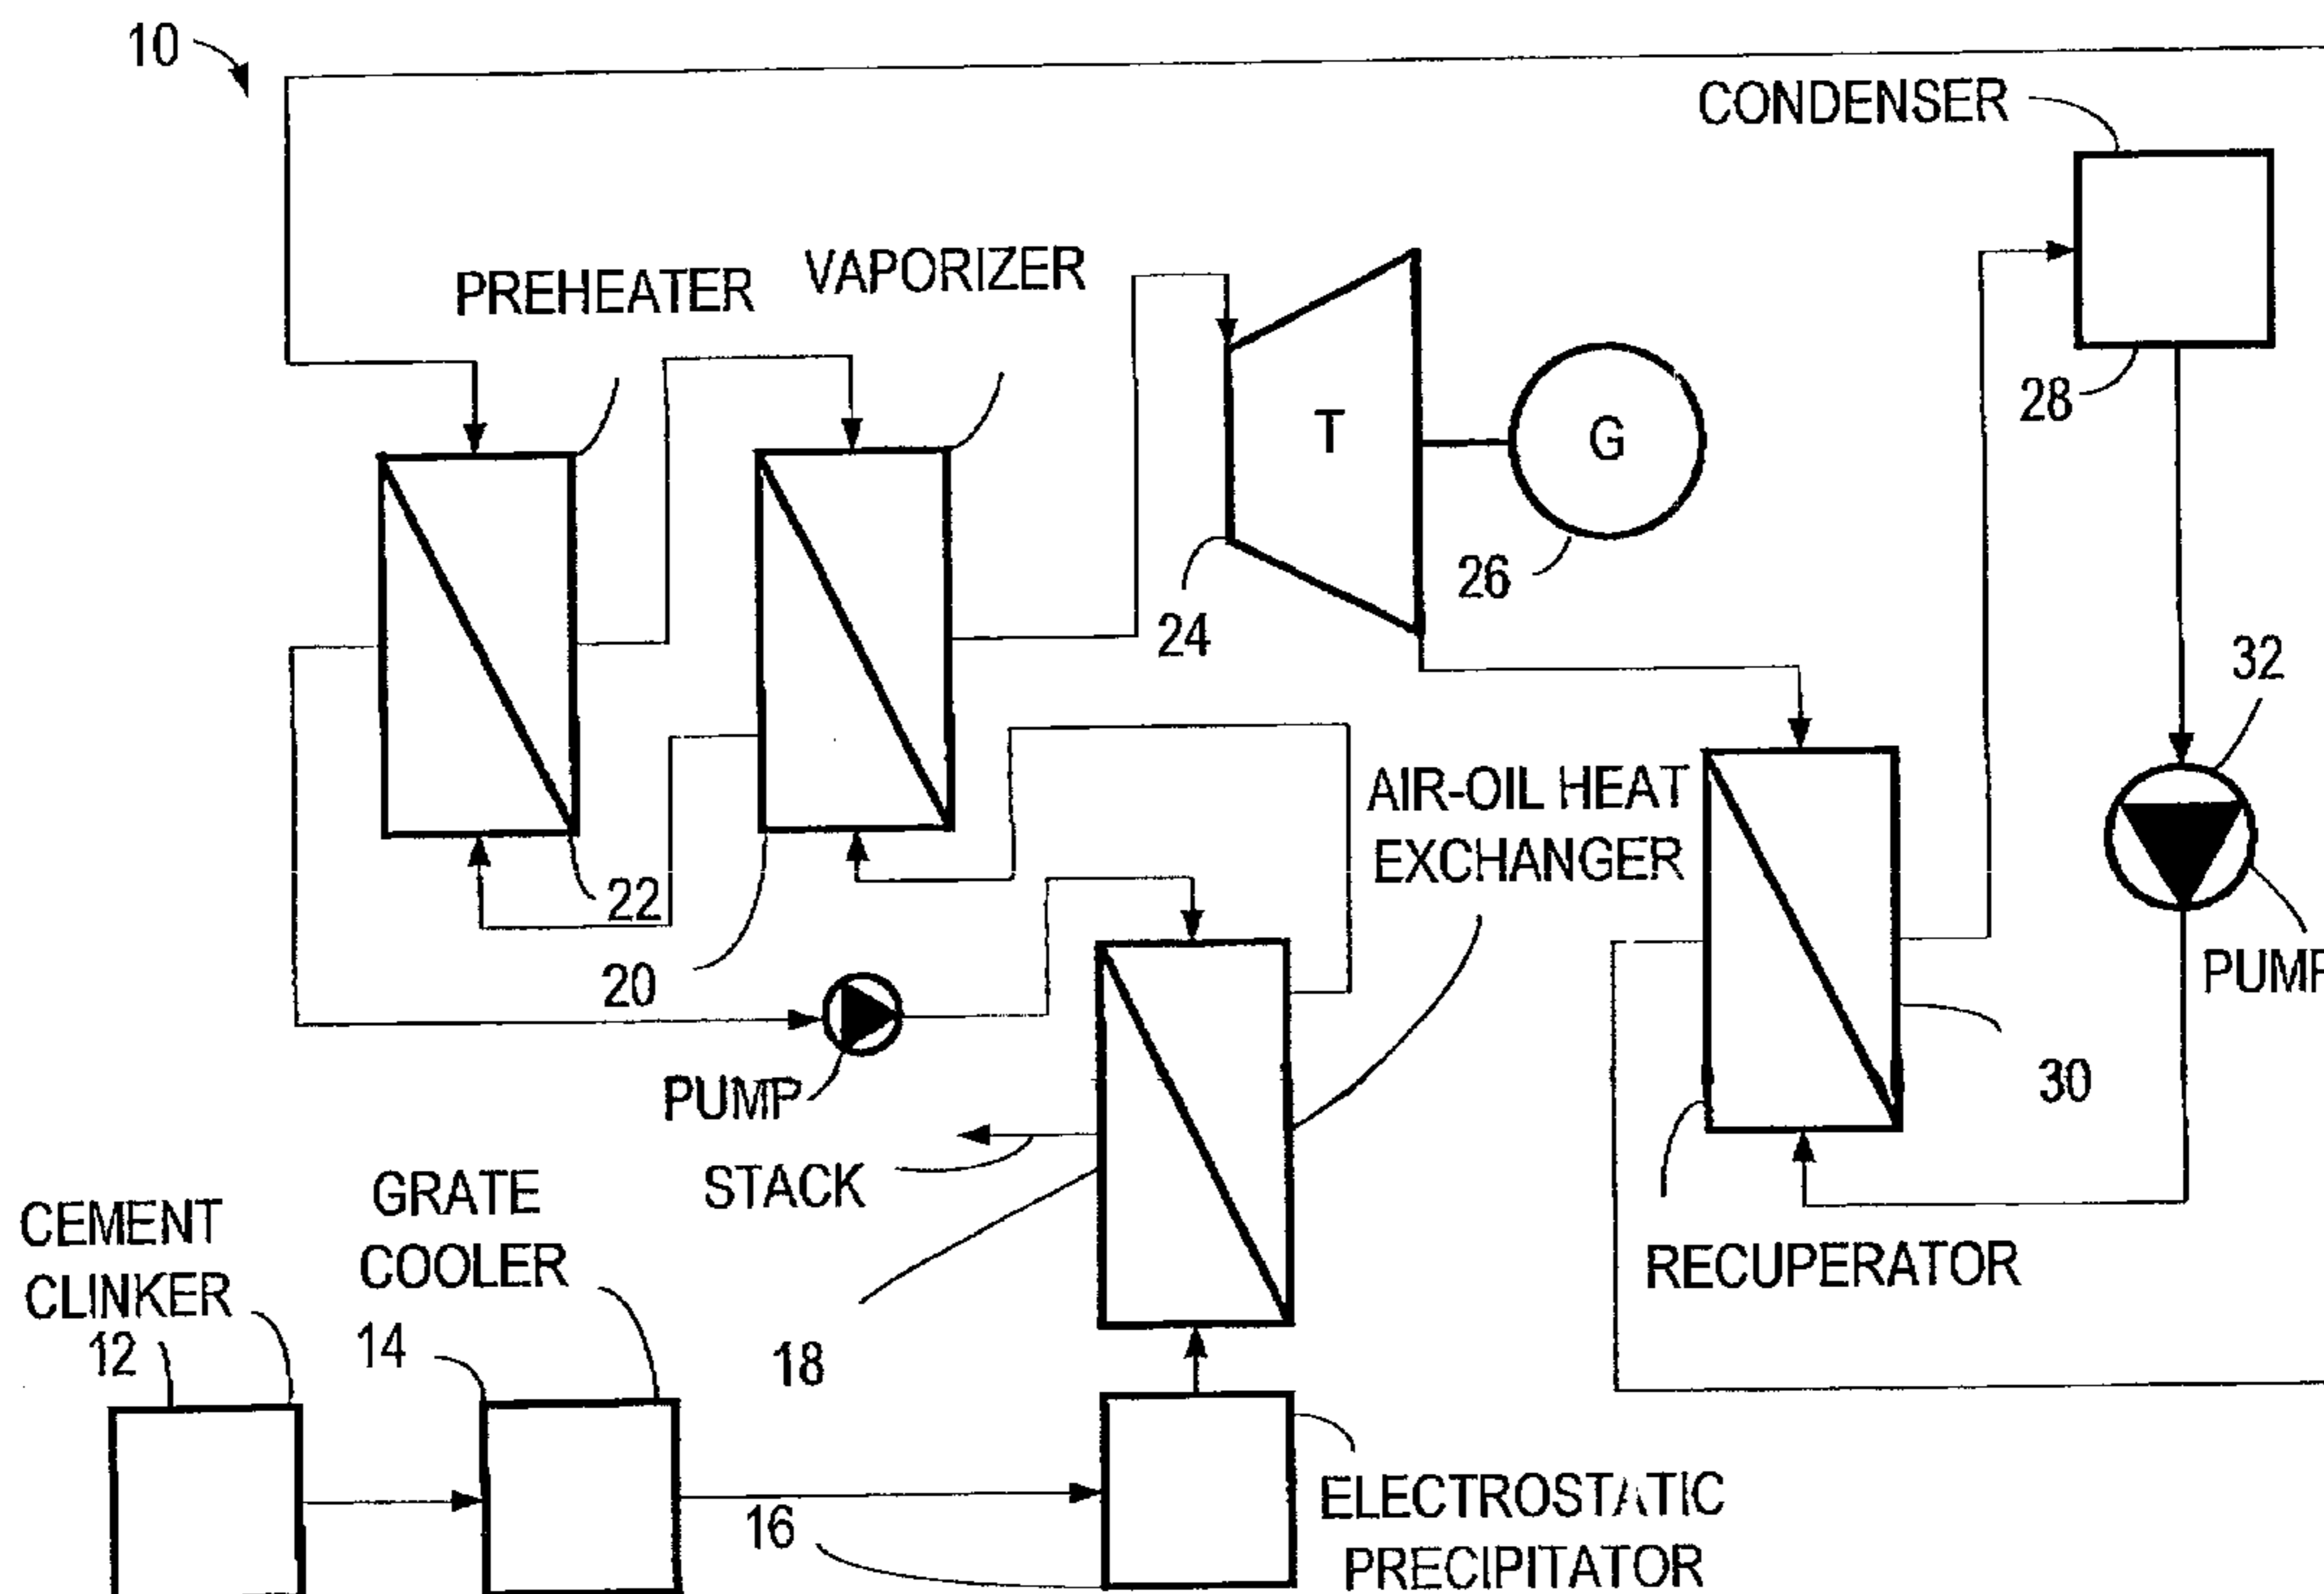 10
CONDENSER
PREHEATER
VAPORIZER
T
G
28
26
24
32
AIR-OIL HEAT
EXCHANGER
22
20
PUMP
PUMP
30
STACK
GRATE
COOLER
CEMENT
CLINKER
RECUPERATOR
12
14
18
16
ELECTROSTATIC
PRECIPITATOR